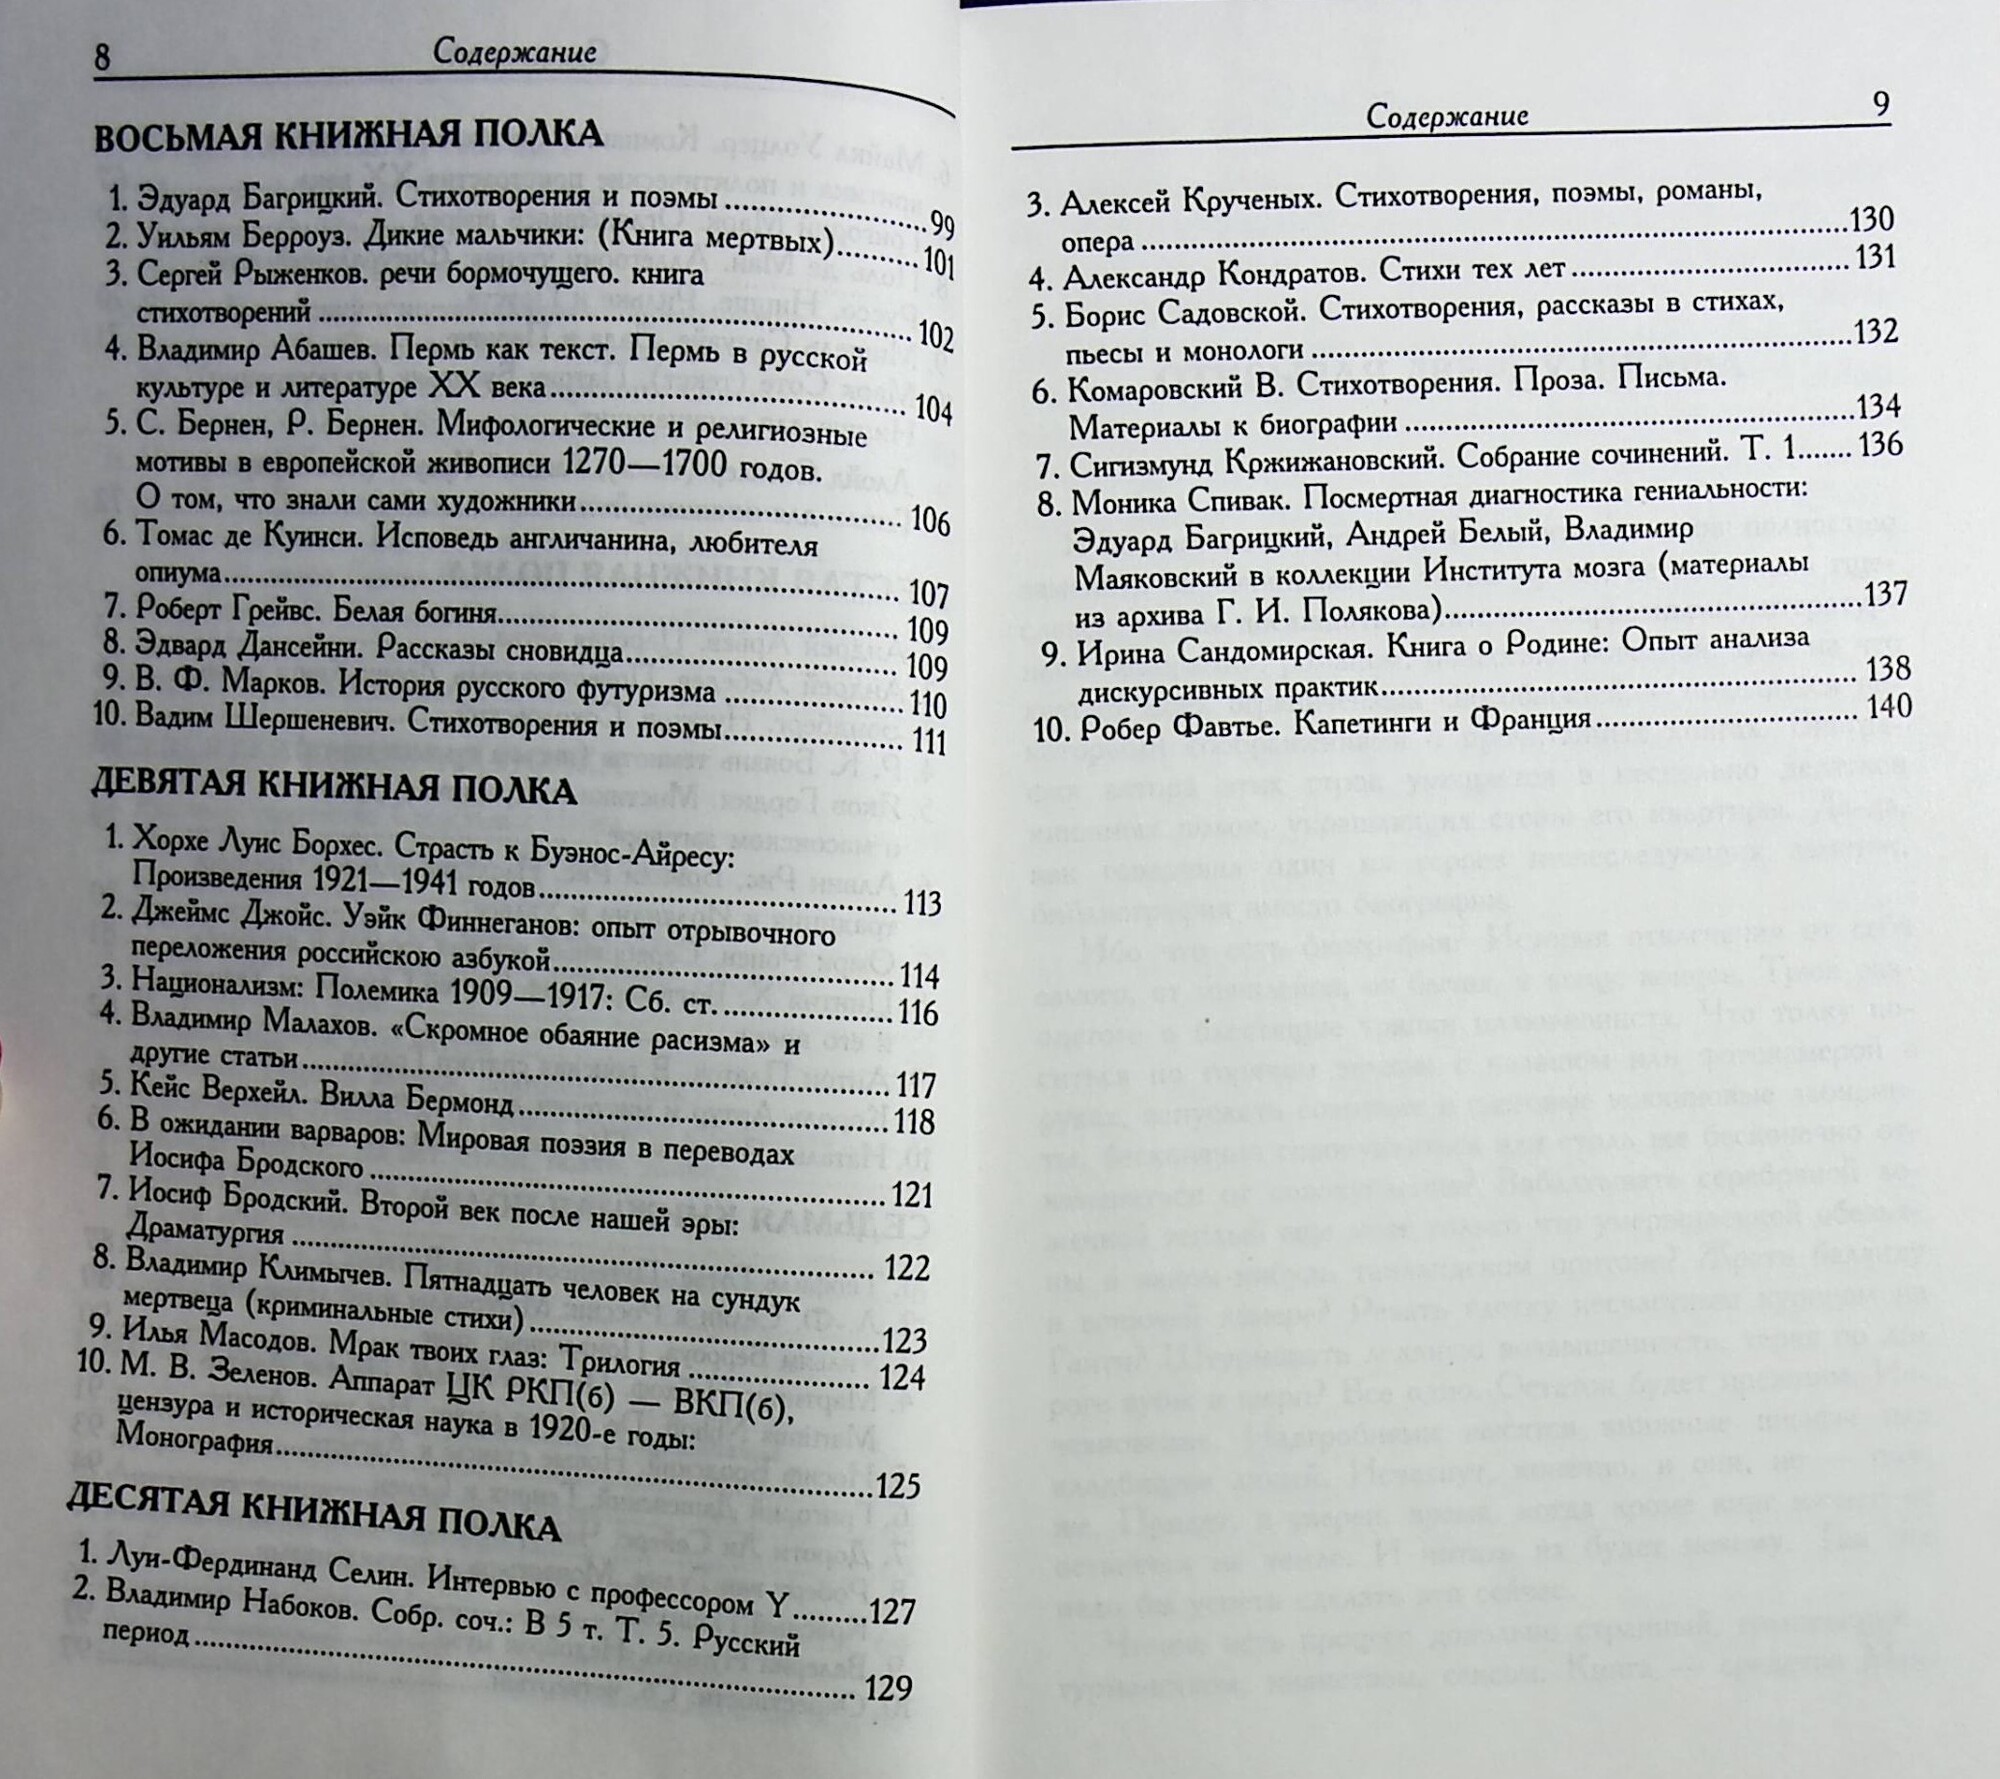 8
Содержание
ВОСЬМАЯ КНИЖНАЯ ПОЛКА
1. Эдуард Багрицкий. Стихотворения и поэмы ........................99
2. Уильям Берроуз. Дикие мальчики: (Книга мертвых)..........101
3. Сергей Рыженков. речи бормочущего. книга
стихотворений ........................102
4. Владимир Абашев. Пермь как текст. Пермь в русской
культуре и литературе XX века........................104
5. С. Бернен, Р. Бернен. Мифологические и религиозные
мотивы в европейской живописи 1270—1700 годов.
О том, что знали сами художники........................106
6. Томас де Куинси. Исповедь англичанина, любителя
опиума........................107
7. Роберт Грейвс. Белая богиня........................109
8. Эдвард Дансейни. Рассказы сновидца........................109
9. В. Ф. Марков. История русского футуризма ........................110
10. Вадим Шершеневич. Стихотворения и поэмы........................111
ДЕВЯТАЯ КНИЖНАЯ ПОЛКА
1. Хорхе Луис Борхес. Страсть к Буэнос-Айресу:
Произведения 1921—1941 годов........................113
2. Джеймс Джойс. Уэйк Финнеганов: опыт отрывочного
переложения российскою азбукой........................114
3. Национализм: Полемика 1909—1917: Сб. ст. ........................116
4. Владимир Малахов. «Скромное обаяние расизма» и
другие статьи........................117
5. Кейс Верхейл. Вилла Бермонд........................118
6. В ожидании варваров: Мировая поэзия в переводах
Иосифа Бродского ........................121
7. Иосиф Бродский. Второй век после нашей эры:
Драматургия ........................122
8. Владимир Климычев. Пятнадцать человек на сундук
мертвеца (криминальные стихи)........................123
9. Илья Масодов. Мрак твоих глаз: Трилогия ........................124
10. М. В. Зеленов. Аппарат ЦК РКП(б) — ВКП(б),
цензура и историческая наука в 1920-е годы:
Монография........................125
ДЕСЯТАЯ КНИЖНАЯ ПОЛКА
1. Луи-Фердинанд Селин. Интервью с профессором Y.........127
2. Владимир Набоков. Собр. соч.: В 5 т. Т. 5. Русский
период........................129
Содержание
9
3. Алексей Крученых. Стихотворения, поэмы, романы,
опера ........................130
4. Александр Кондратов. Стихи тех лет ........................131
5. Борис Садовской. Стихотворения, рассказы в стихах,
пьесы и монологи ........................132
6. Комаровский В. Стихотворения. Проза. Письма.
Материалы к биографии ........................134
7. Сигизмунд Кржижановский. Собрание сочинений. Т. 1....... 136
8. Моника Спивак. Посмертная диагностика гениальности:
Эдуард Багрицкий, Андрей Белый, Владимир
Маяковский в коллекции Института мозга (материалы
из архива Г. И. Полякова)........................137
9. Ирина Сандомирская. Книга о Родине: Опыт анализа
дискурсивных практик........................ 138
10. Робер Фавтье. Капетинги и Франция ........................ 140